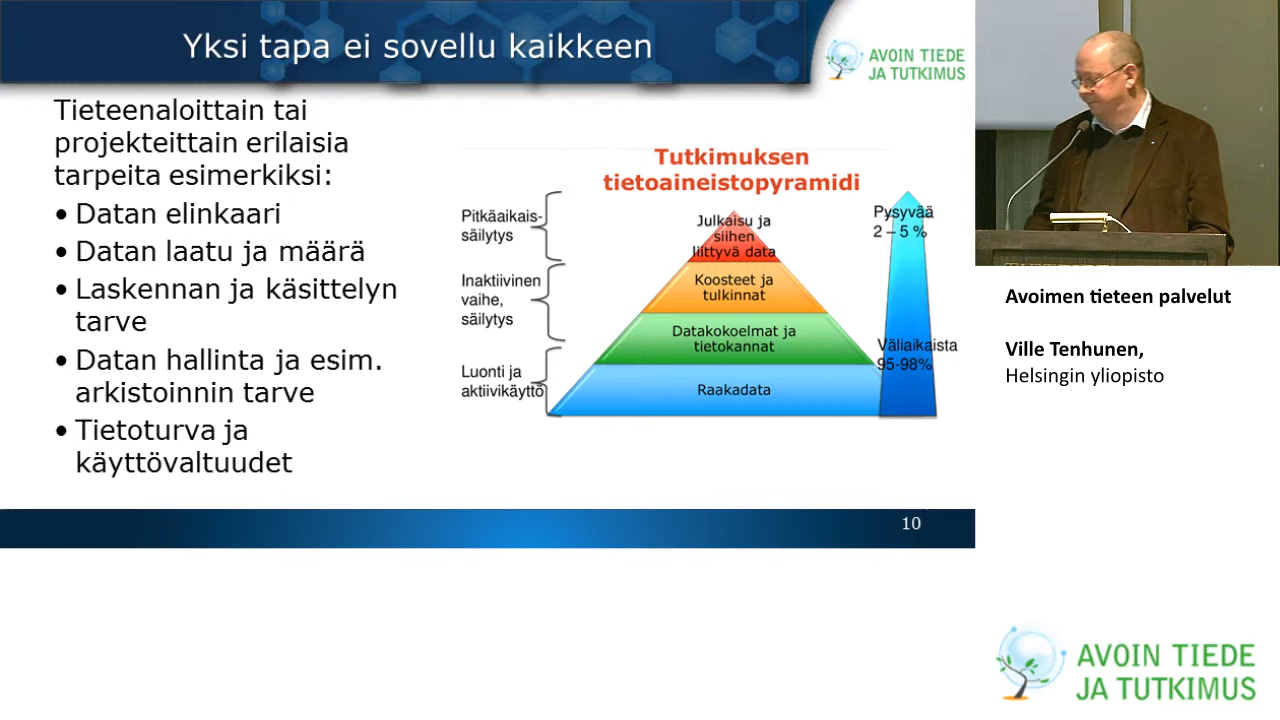 Yksi tapa ei sovellu kaikkeen
AVOIN TIEDE
JA TUTKIMUS
Tieteenaloittain tai
projekteittain erilaisia
tarpeita esimerkiksi:
• Datan elinkaari
• Datan laatu ja määrä
• Laskennan ja käsittelyn
tarve
• Datan hallinta ja esim.
arkistoinnin tarve
• Tietoturva ja
käyttövaltuudet
Tutkimuksen
tietoaineistopyramidi
Pitkäaikais-
säilytys
Inaktiivinen
vaihe,
säilytys
Luonti ja
aktiivikäyttö
Julkaisu ja
siihen
liittyvä data
Koosteet ja
tulkinnat
Datakokoelmat ja
tietokannat
Raakadata
Pysyvää
2 – 5 %
Väliaikaista
95-98%
10
Avoimen tieteen palvelut
Ville Tenhunen,
Helsingin yliopisto
AVOIN TIEDE
JA TUTKIMUS